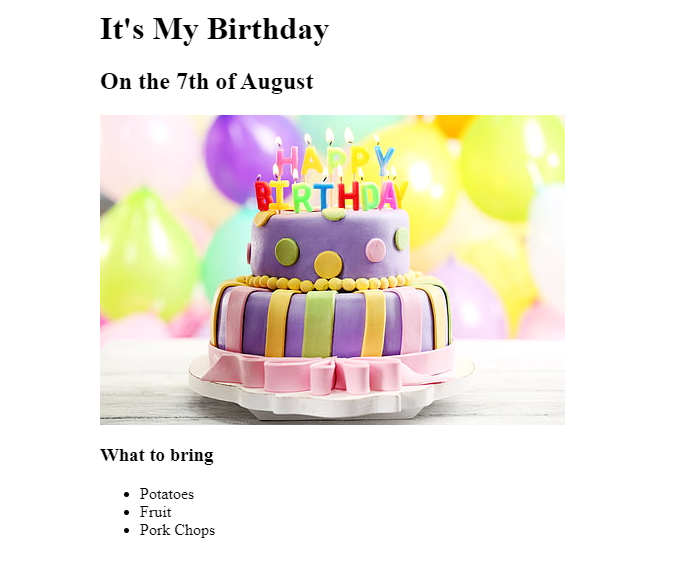 It's My Birthday
On the 7th of August
HAPPY
BIRTHDAY
What to bring
Potatoes
Fruit
Pork Chops